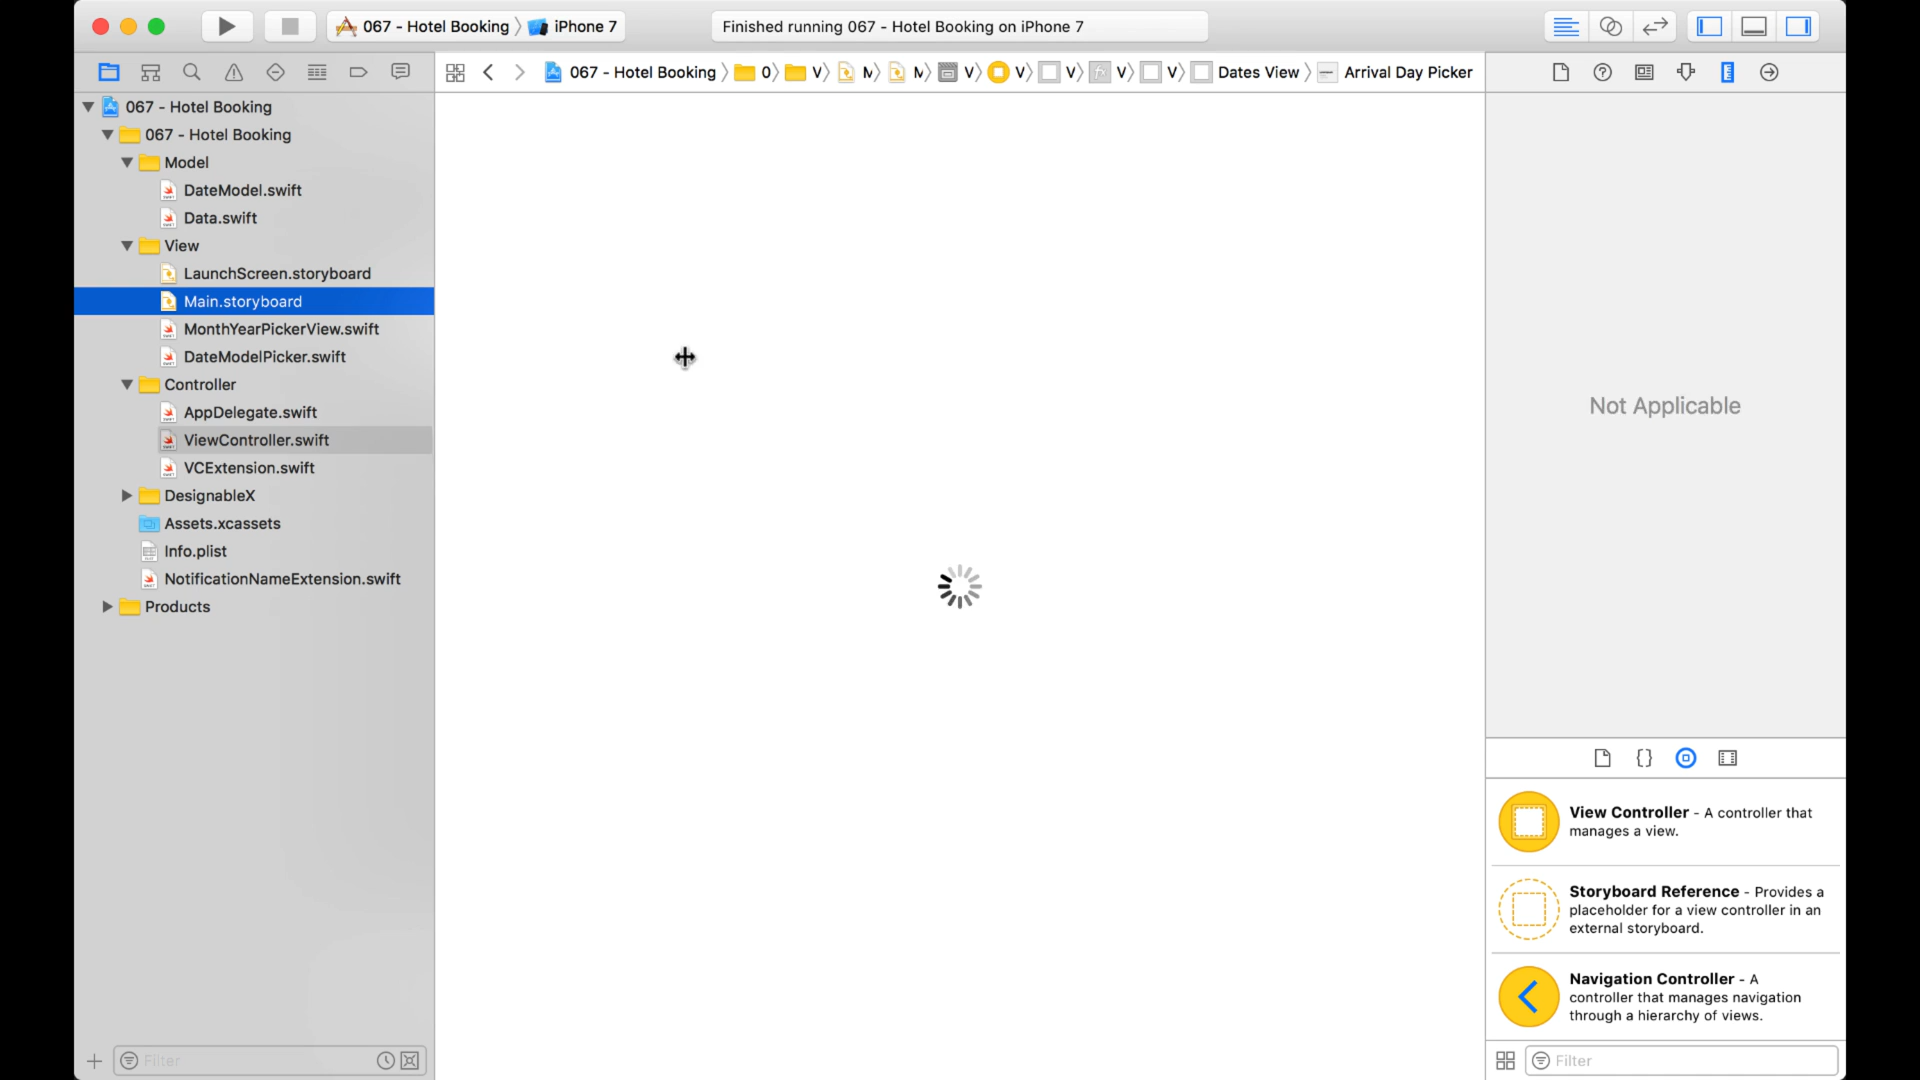 067 - Hotel Booking 〉 iPhone 7
Finished running 067 - Hotel Booking on iPhone 7
067 - Hotel Booking 〉 0 〉 V 〉 M 〉 M 〉 V 〉 V 〉 V 〉 V 〉 V 〉 Dates View 〉 Arrival Day Picker
067 - Hotel Booking
067 - Hotel Booking
Model
DateModel.swift
Data.swift
View
LaunchScreen.storyboard
Main.storyboard
MonthYearPickerView.swift
DateModelPicker.swift
Controller
AppDelegate.swift
ViewController.swift
VCExtension.swift
DesignableX
Assets.xcassets
Info.plist
NotificationNameExtension.swift
Products
Filter
Not Applicable
View Controller - A controller that
manages a view.
Storyboard Reference - Provides a
placeholder for a view controller in an
external storyboard.
Navigation Controller - A
controller that manages navigation
through a hierarchy of views.
Filter